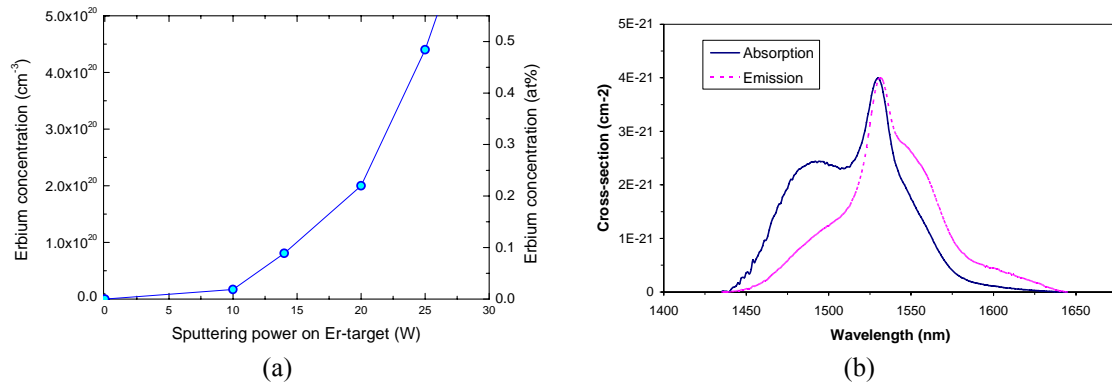 5.0x10^20
4.0x10^20
3.0x10^20
2.0x10^20
1.0x10^20
0.0
Erbium concentration (cm^-3)
0.5
0.4
0.3
0.2
0.1
0.0
Erbium concentration (at%)
0 5 10 15 20 25 30
Sputtering power on Er-target (W)
(a)
5E-21
4E-21
3E-21
2E-21
1E-21
0
Cross-section (cm-2)
Absorption
Emission
1400 1450 1500 1550 1600 1650
Wavelength (nm)
(b)